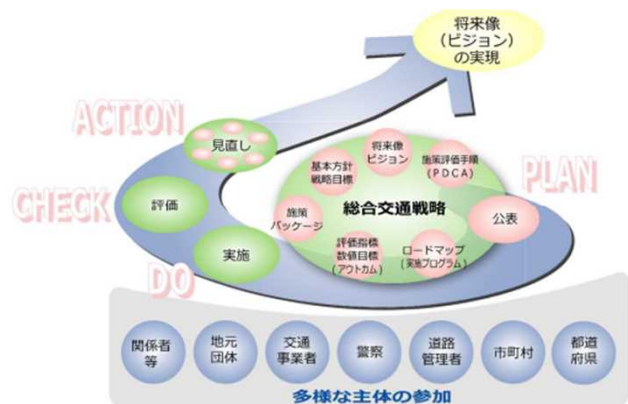 将来像
(ビジョン)
の実現
ACTION
見直し
CHECK
評価
DO
実施
PLAN
将来像
ビジョン
基本方針
戦略目標
施策評価手順
(PDCA)
総合交通戦略
施策
パッケージ
公表
評価指標
数値目標
(アウトカム)
ロードマップ
(実施プログラム)
関係者
等
地元
団体
交通
事業者
警察
道路
管理者
市町村
都道
府県
多様な主体の参加